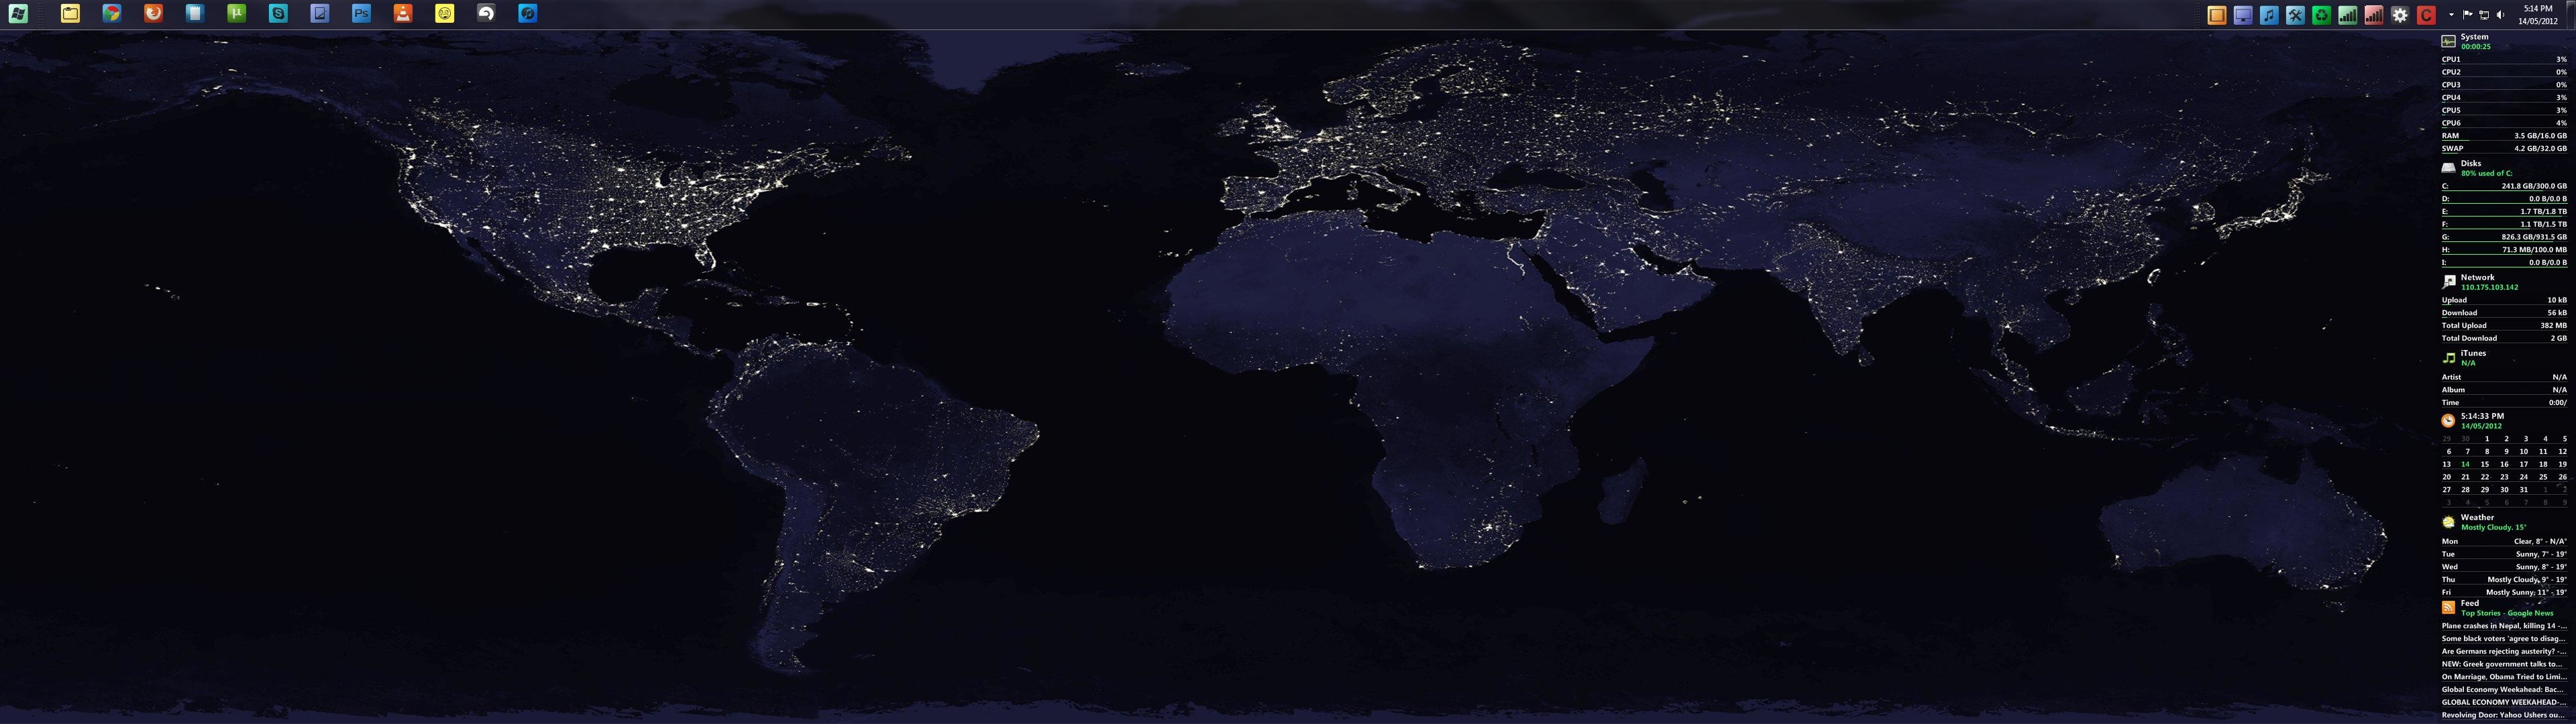 Ps
C
5:14 PM
14/05/2012
System
00:00:25
CPU1 3%
CPU2 0%
CPU3 0%
CPU4 3%
CPU5 3%
CPU6 4%
RAM 3.5 GB/16.0 GB
SWAP 4.2 GB/32.0 GB
Disks
80% used of C:
C: 241.8 GB/300.0 GB
D: 0.0 B/0.0 B
E: 1.7 TB/1.8 TB
F: 1.1 TB/1.5 TB
G: 826.3 GB/931.5 GB
H: 71.3 MB/100.0 MB
I: 0.0 B/0.0 B
Network
110.175.103.142
Upload 10 kB
Download 56 kB
Total Upload 382 MB
Total Download 2 GB
iTunes
N/A
Artist N/A
Album N/A
Time 0:00/
5:14:33 PM
14/05/2012
29 30 1 2 3 4 5
6 7 8 9 10 11 12
13 14 15 16 17 18 19
20 21 22 23 24 25 26
27 28 29 30 31 1 2
3 4 5 6 7 8 9
Weather
Mostly Cloudy, 15°
Mon Clear, 8° - N/A°
Tue Sunny, 7° - 19°
Wed Sunny, 8° - 19°
Thu Mostly Cloudy, 9° - 19°
Fri Mostly Sunny, 11° - 19°
Feed
Top Stories - Google News
Plane crashes in Nepal, killing 14 -...
Some black voters 'agree to disag...
Are Germans rejecting austerity? -...
NEW: Greek government talks to...
On Marriage, Obama Tried to Limi...
Global Economy Weekahead: Bac...
GLOBAL ECONOMY WEEKAHEAD-...
Revolving Door: Yahoo Ushers ou...